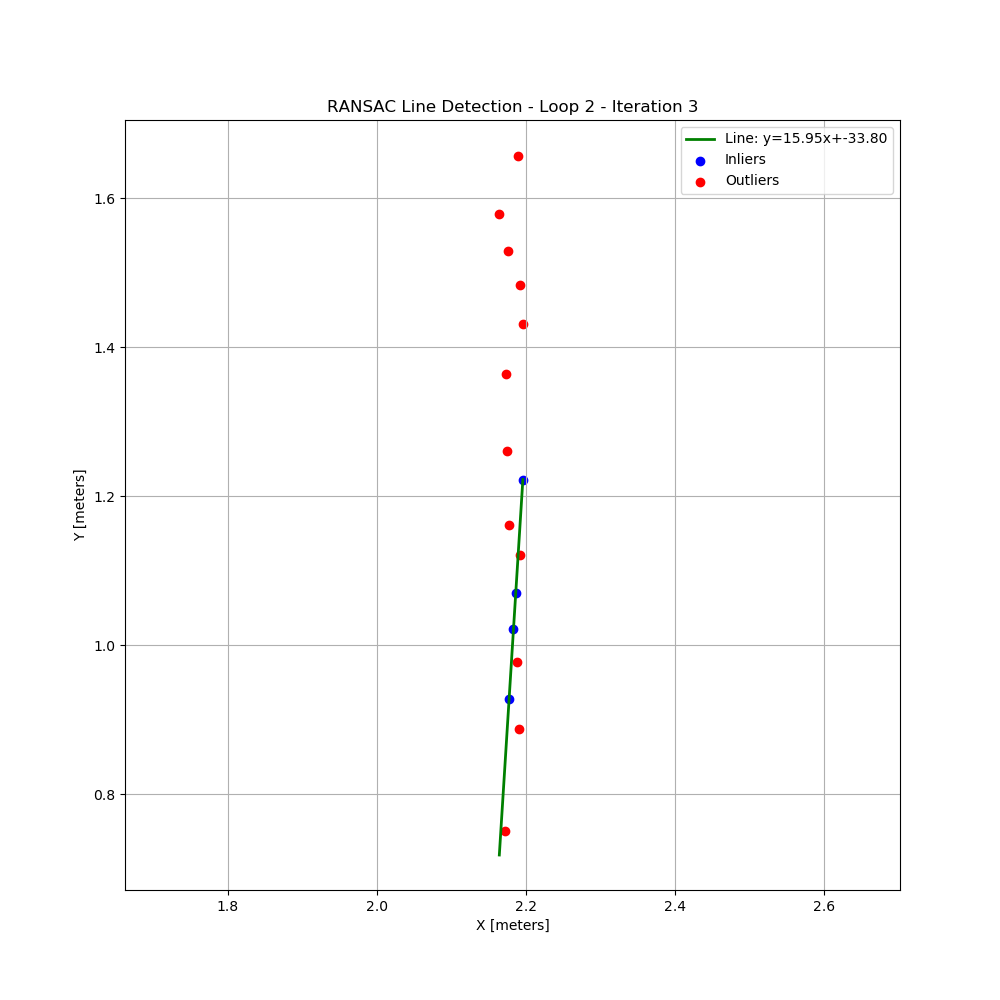 RANSAC Line Detection - Loop 2 - Iteration 3
Line: y=15.95x+-33.80
Inliers
Outliers
1.6
1.4
1.2
1.0
0.8
Y [meters]
1.8 2.0 2.2 2.4 2.6
X [meters]